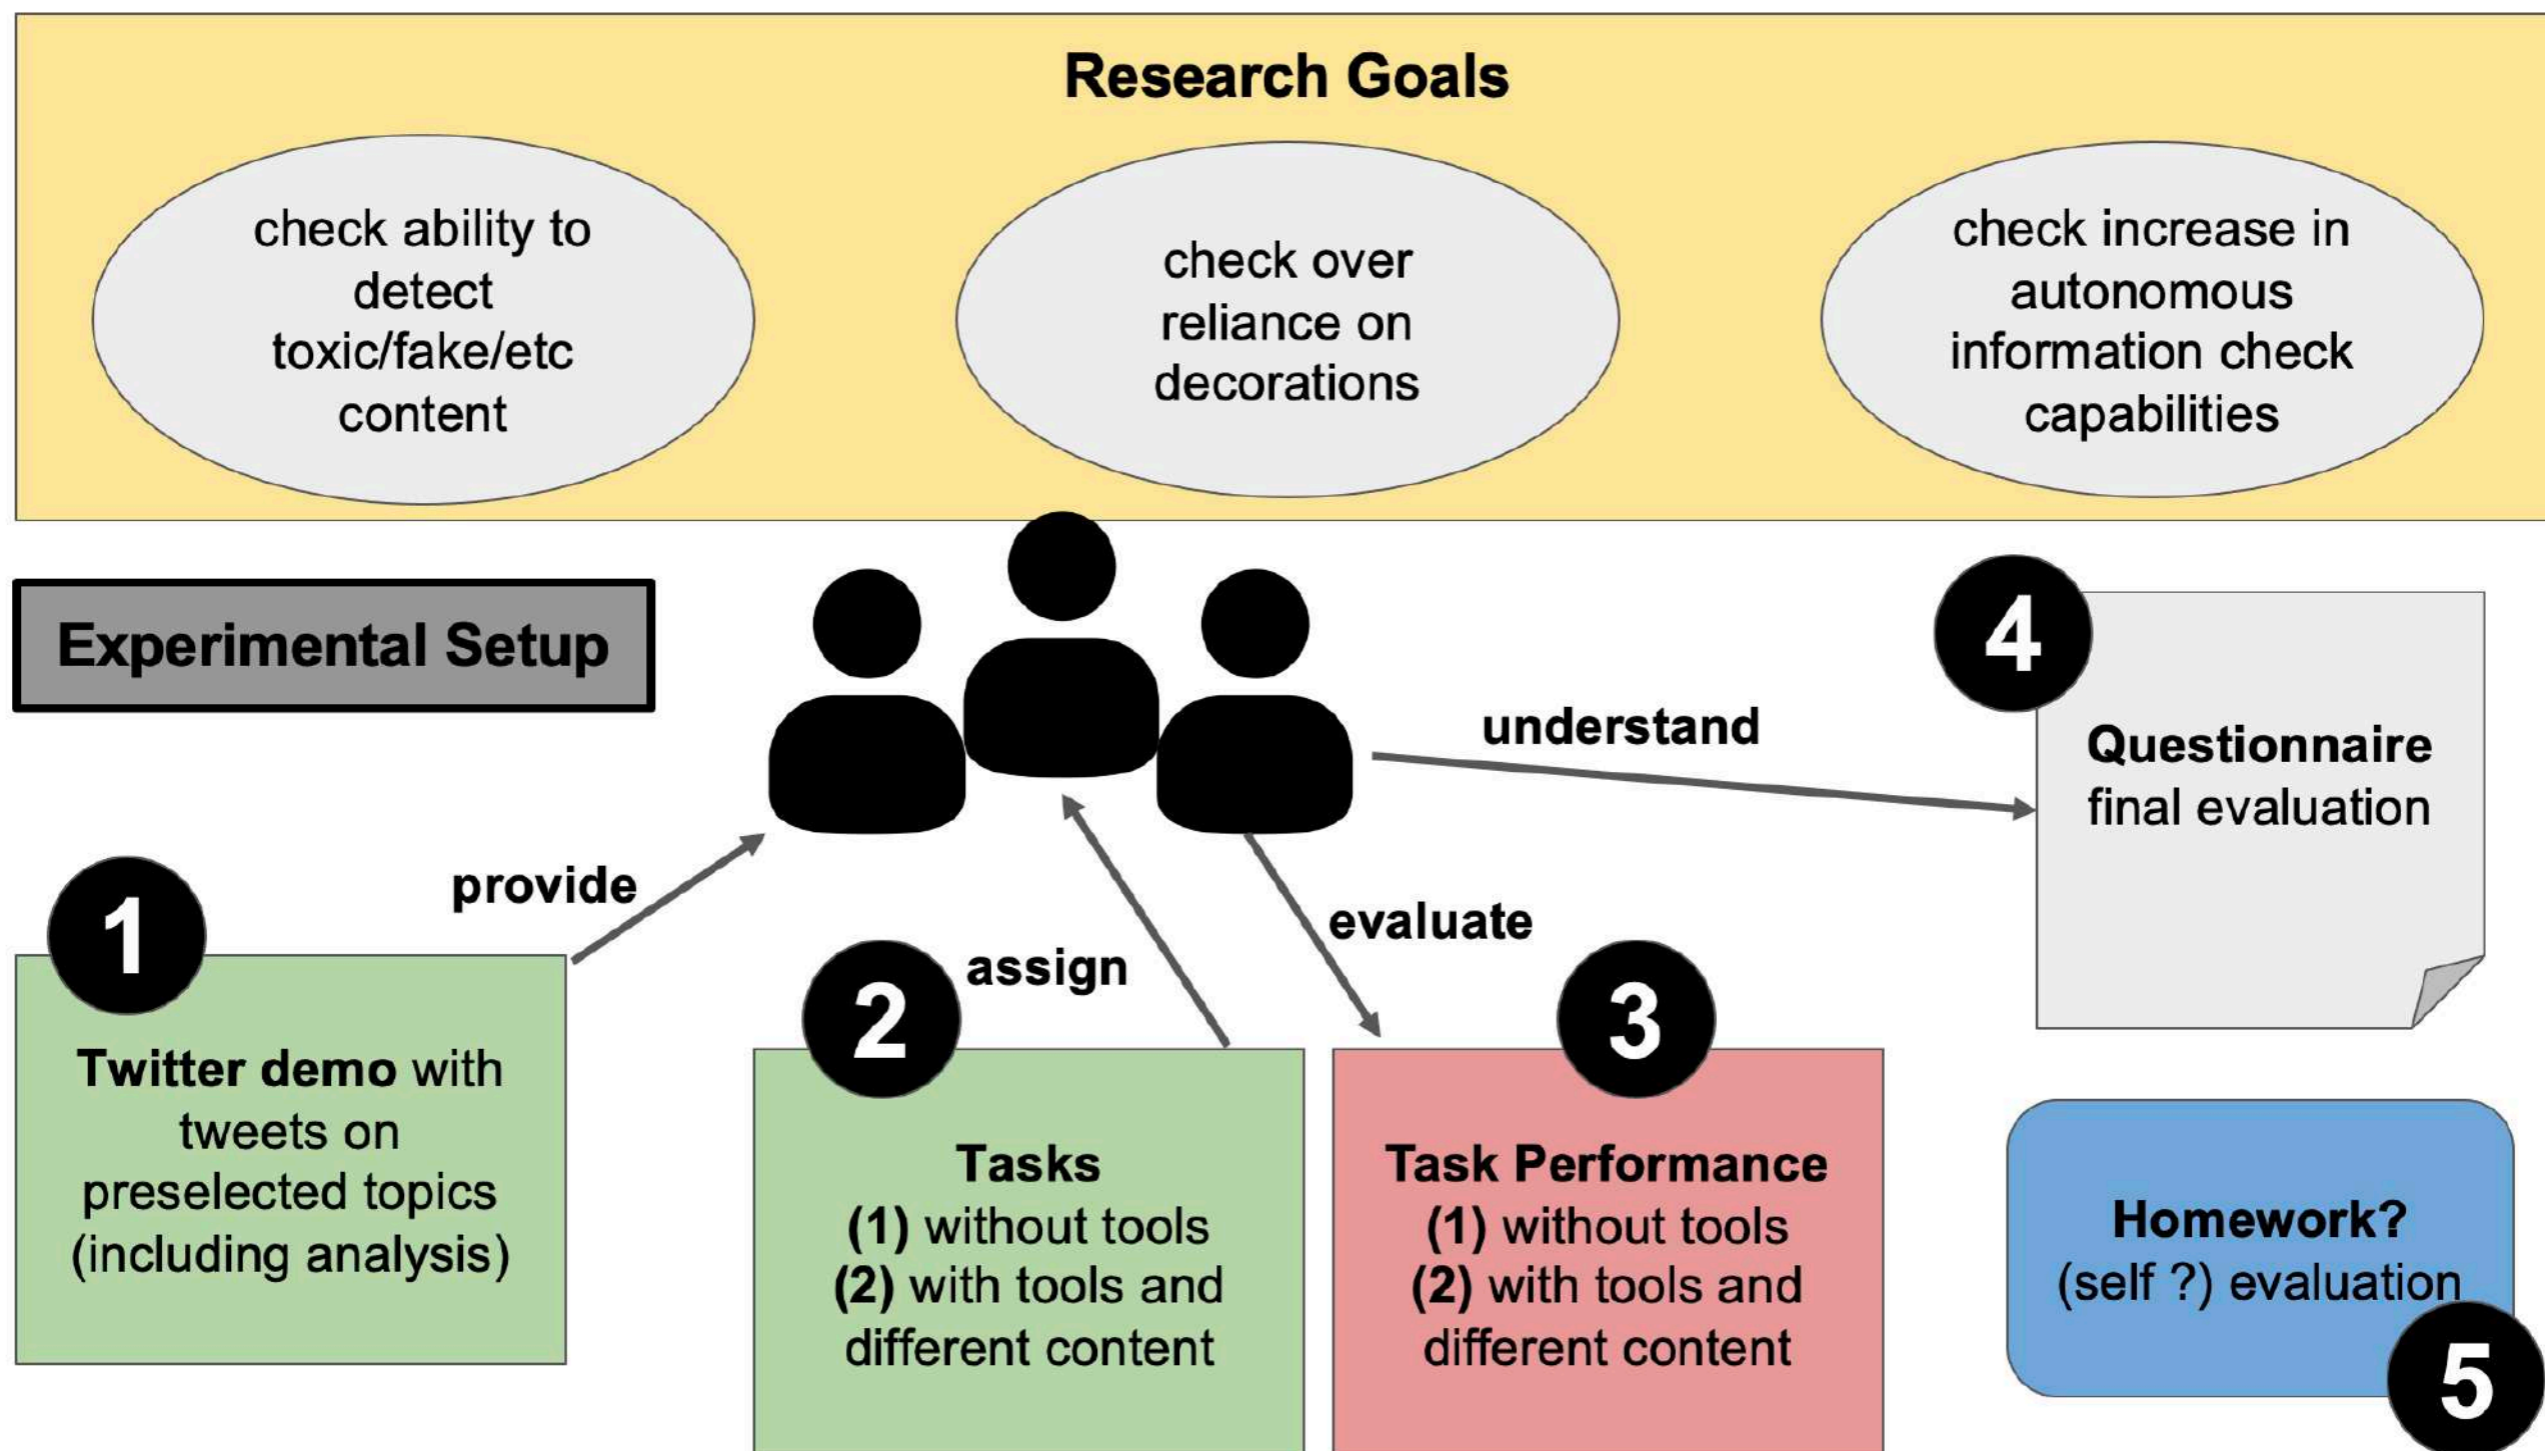 Research Goals
check ability to
detect
toxic/fake/etc
content
check over
reliance on
decorations
check increase in
autonomous
information check
capabilities
Experimental Setup
provide
1
Twitter demo with
tweets on
preselected topics
(including analysis)
assign
2
Tasks
(1) without tools
(2) with tools and
different content
evaluate
3
Task Performance
(1) without tools
(2) with tools and
different content
understand
4
Questionnaire
final evaluation
Homework?
(self ?) evaluation
5